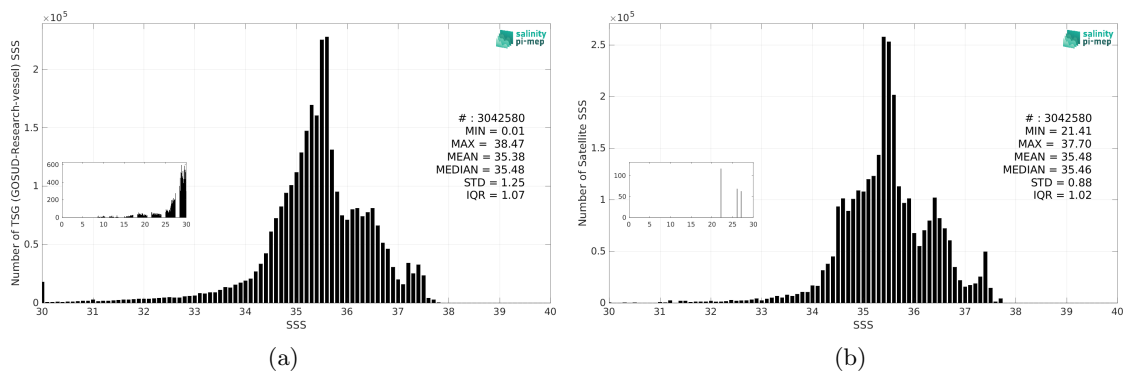 ×10⁵
2
1.5
1
0.5
0
Number of TSG (GOSUD-Research-vessel) SSS
salinity
pi-mep
# : 3042580
MIN = 0.01
MAX = 38.47
MEAN = 35.38
MEDIAN = 35.48
STD = 1.25
IQR = 1.07
600
400
200
0
0 5 10 15 20 25 30
30 31 32 33 34 35 36 37 38 39 40
SSS
(a)
×10⁵
2.5
2
1.5
1
0.5
0
Number of Satellite SSS
salinity
pi-mep
# : 3042580
MIN = 21.41
MAX = 37.70
MEAN = 35.48
MEDIAN = 35.46
STD = 0.88
IQR = 1.02
100
50
0
0 5 10 15 20 25 30
30 31 32 33 34 35 36 37 38 39 40
SSS
(b)